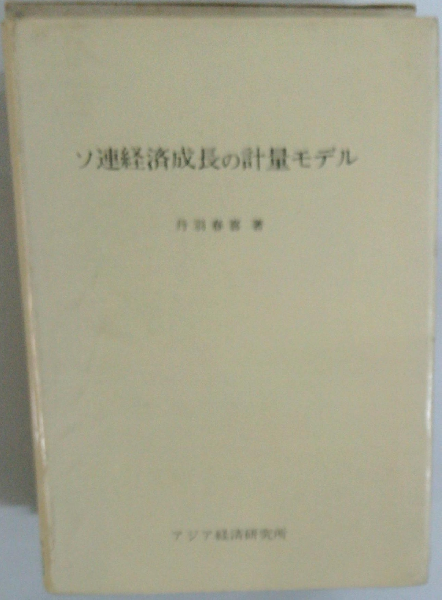 ソ連経済成長の計量モデル
丹羽春喜 著
アジア経済研究所